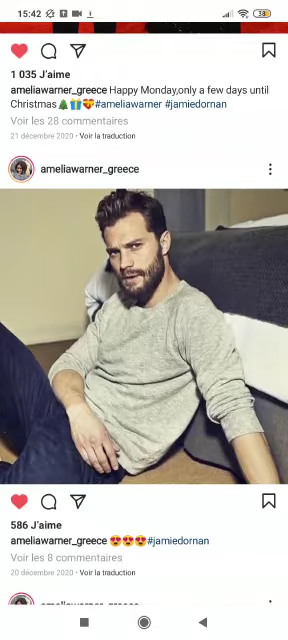 15:42
38
1 035 J'aime
ameliawarner_greece Happy Monday,only a few days until
Christmas🎄🎁💝#ameliawarner #jamiedornan
Voir les 28 commentaires
21 décembre 2020 • Voir la traduction
ameliawarner_greece
586 J'aime
ameliawarner_greece 😍😍😍#jamiedornan
Voir les 8 commentaires
20 décembre 2020 • Voir la traduction
ameliawarner_greece